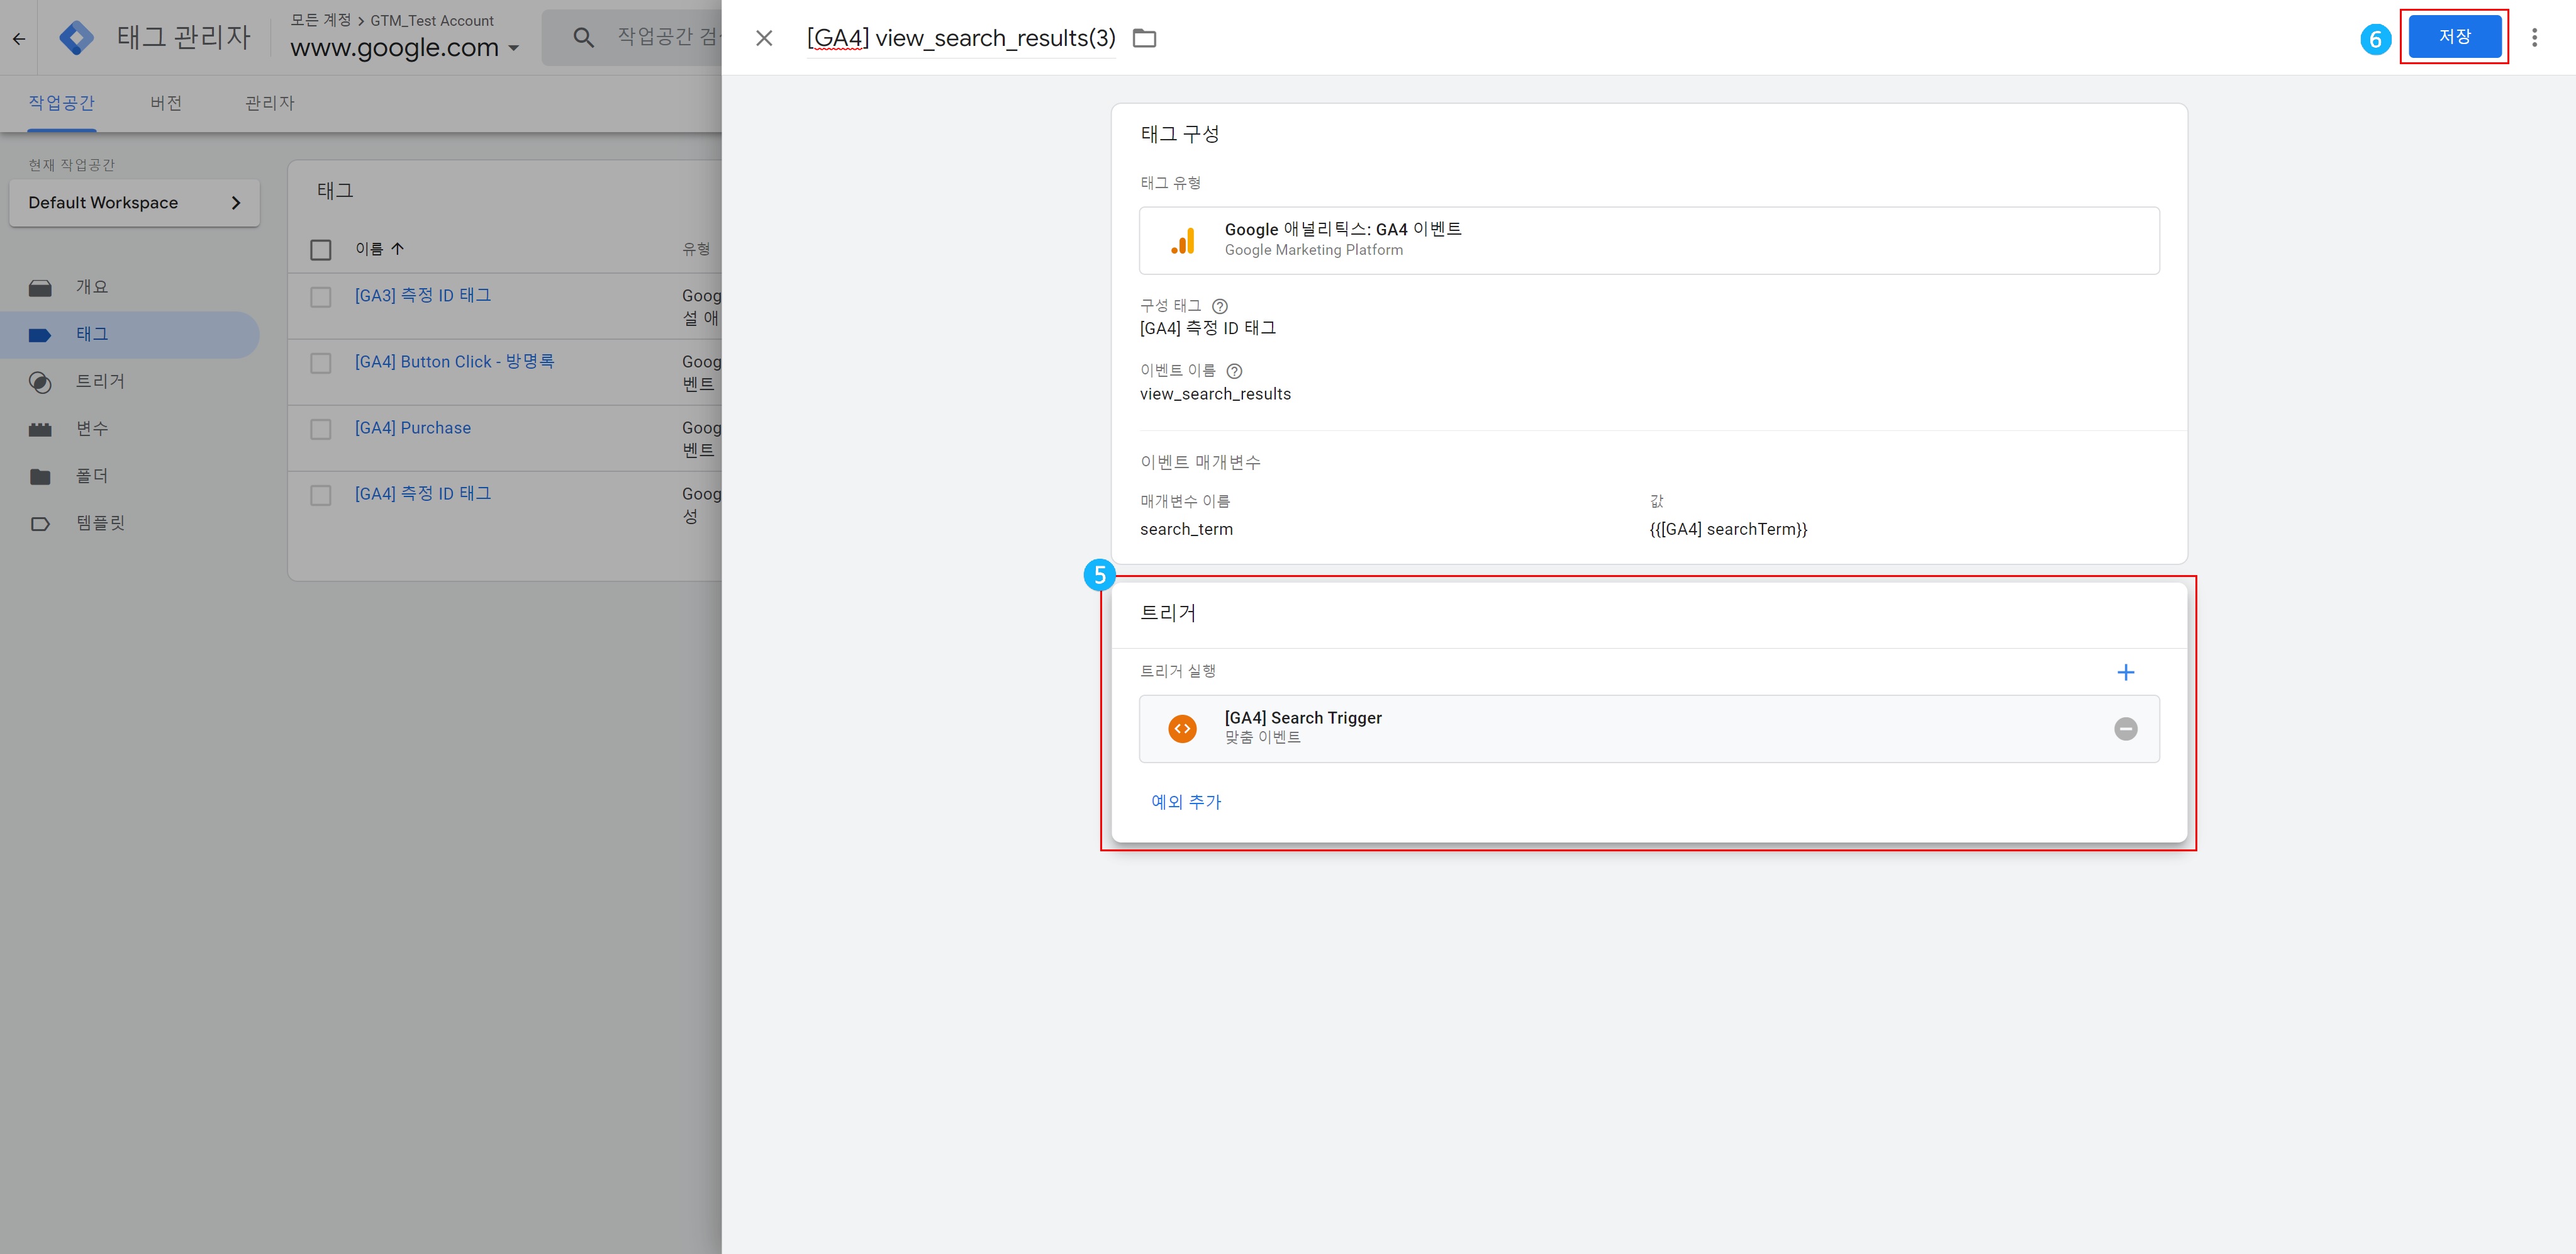 태그 관리자
모든 계정 > GTM_Test Account
www.google.com
작업공간 검
[GA4] view_search_results(3)
6
저장
작업공간
버전
관리자
현재 작업공간
Default Workspace
개요
태그
트리거
변수
폴더
템플릿
태그
이름
유형
[GA3] 측정 ID 태그
Goog
설 애
[GA4] Button Click - 방명록
Goog
벤트
[GA4] Purchase
Goog
벤트
[GA4] 측정 ID 태그
Goog
성
태그 구성
태그 유형
Google 애널리틱스: GA4 이벤트
Google Marketing Platform
구성 태그
[GA4] 측정 ID 태그
이벤트 이름
view_search_results
이벤트 매개변수
매개변수 이름
값
search_term
{{[GA4] searchTerm}}
5
트리거
트리거 실행
[GA4] Search Trigger
맞춤 이벤트
예외 추가